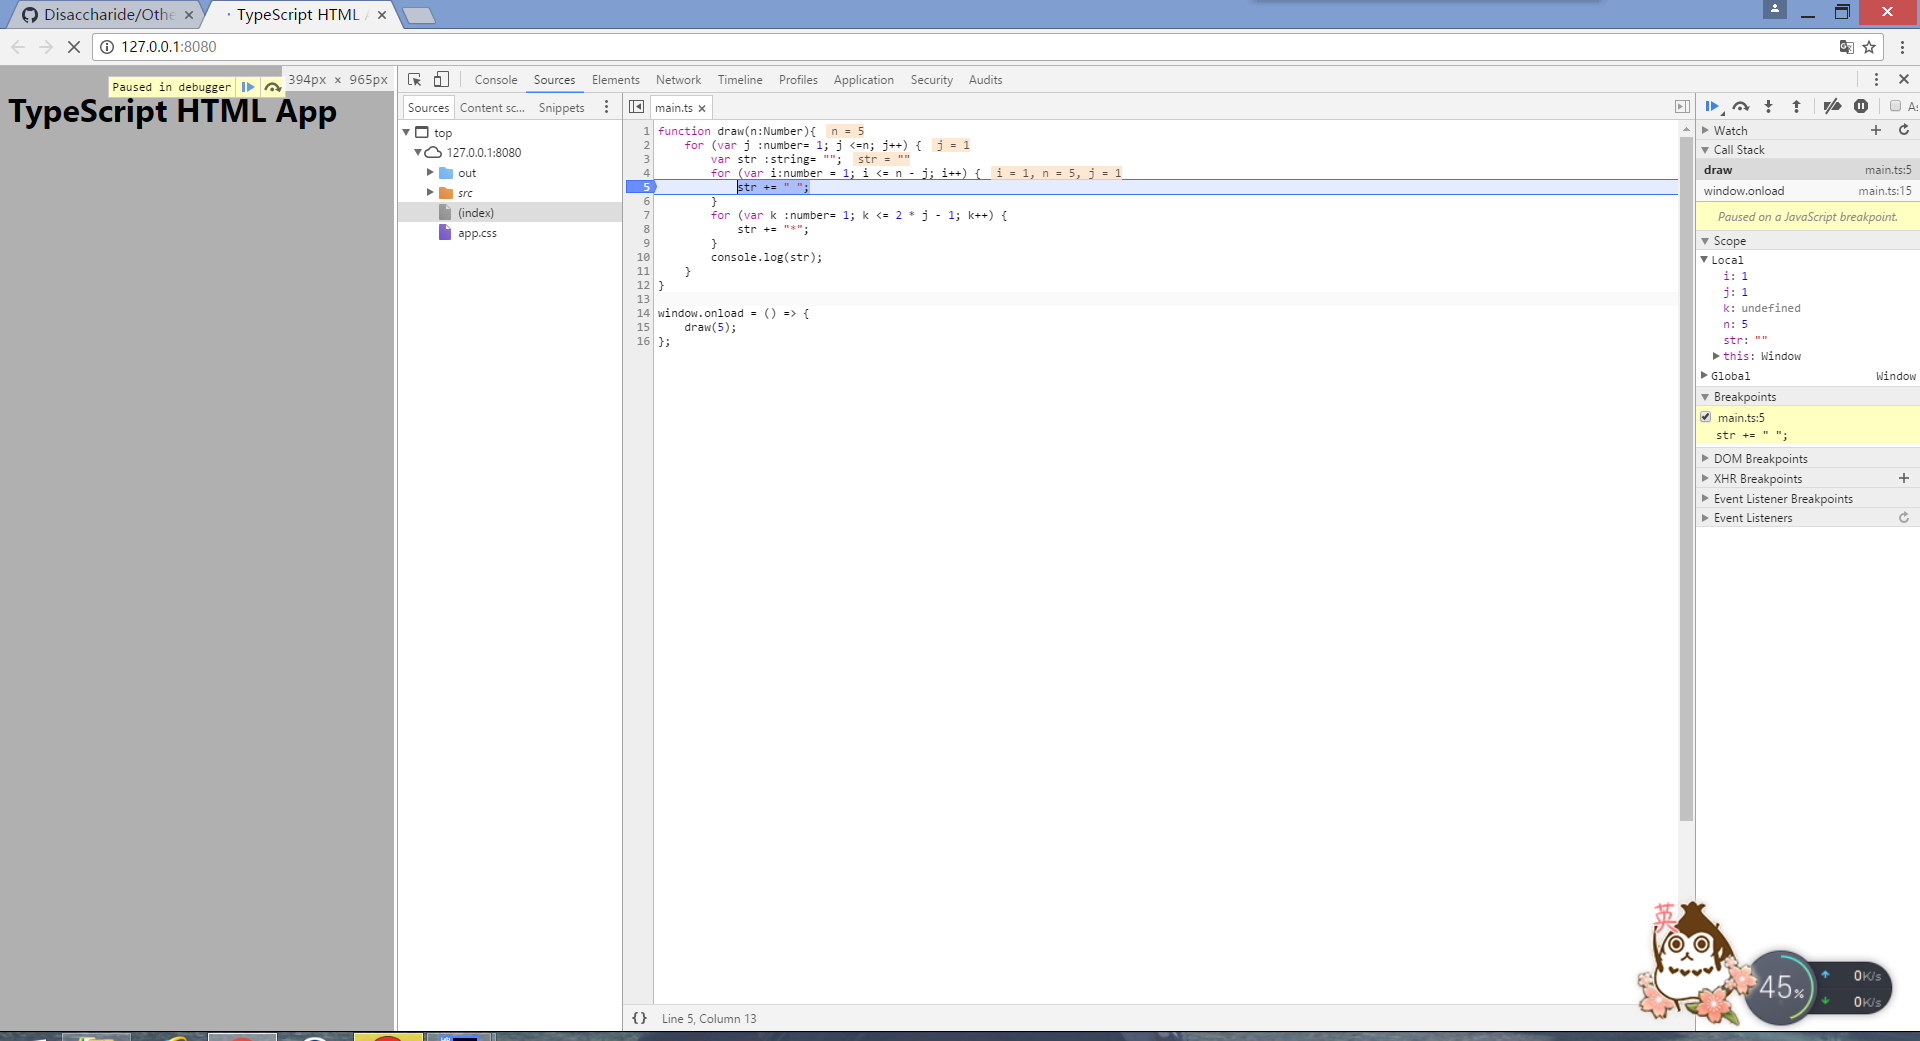 Disaccharide/Othe
TypeScript HTML A
127.0.0.1:8080
Paused in debugger
394px × 965px
TypeScript HTML App
Console Sources Elements Network Timeline Profiles Application Security Audits
Sources Content sc... Snippets
top
127.0.0.1:8080
out
src
(index)
app.css
main.ts
1 function draw(n:Number){ n = 5
2 for (var j :number= 1; j <=n; j++) { j = 1
3 var str :string= ""; str = ""
4 for (var i:number = 1; i <= n - j; i++) { i = 1, n = 5, j = 1
5 str += " ";
6 }
7 for (var k :number= 1; k <= 2 * j - 1; k++) {
8 str += "*";
9 }
10 console.log(str);
11 }
12 }
13
14 window.onload = () => {
15 draw(5);
16 };
{} Line 5, Column 13
As
Watch
Call Stack
draw main.ts:5
window.onload main.ts:15
Paused on a JavaScript breakpoint.
Scope
Local
i: 1
j: 1
k: undefined
n: 5
str: ""
this: Window
Global Window
Breakpoints
main.ts:5
str += " ";
DOM Breakpoints
XHR Breakpoints
Event Listener Breakpoints
Event Listeners
英
45%
0K/s
0K/s